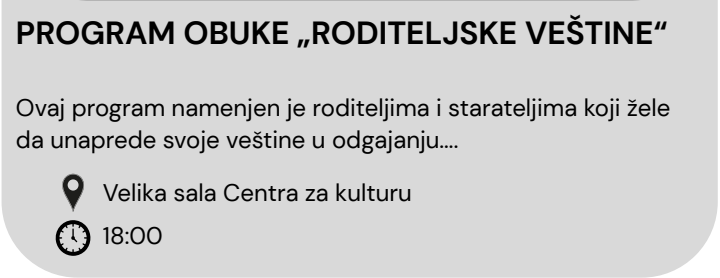 PROGRAM OBUKE „RODITELJSKE VEŠTINE“
Ovaj program namenjen je roditeljima i starateljima koji žele
da unaprede svoje veštine u odgajanju....
Velika sala Centra za kulturu
18:00